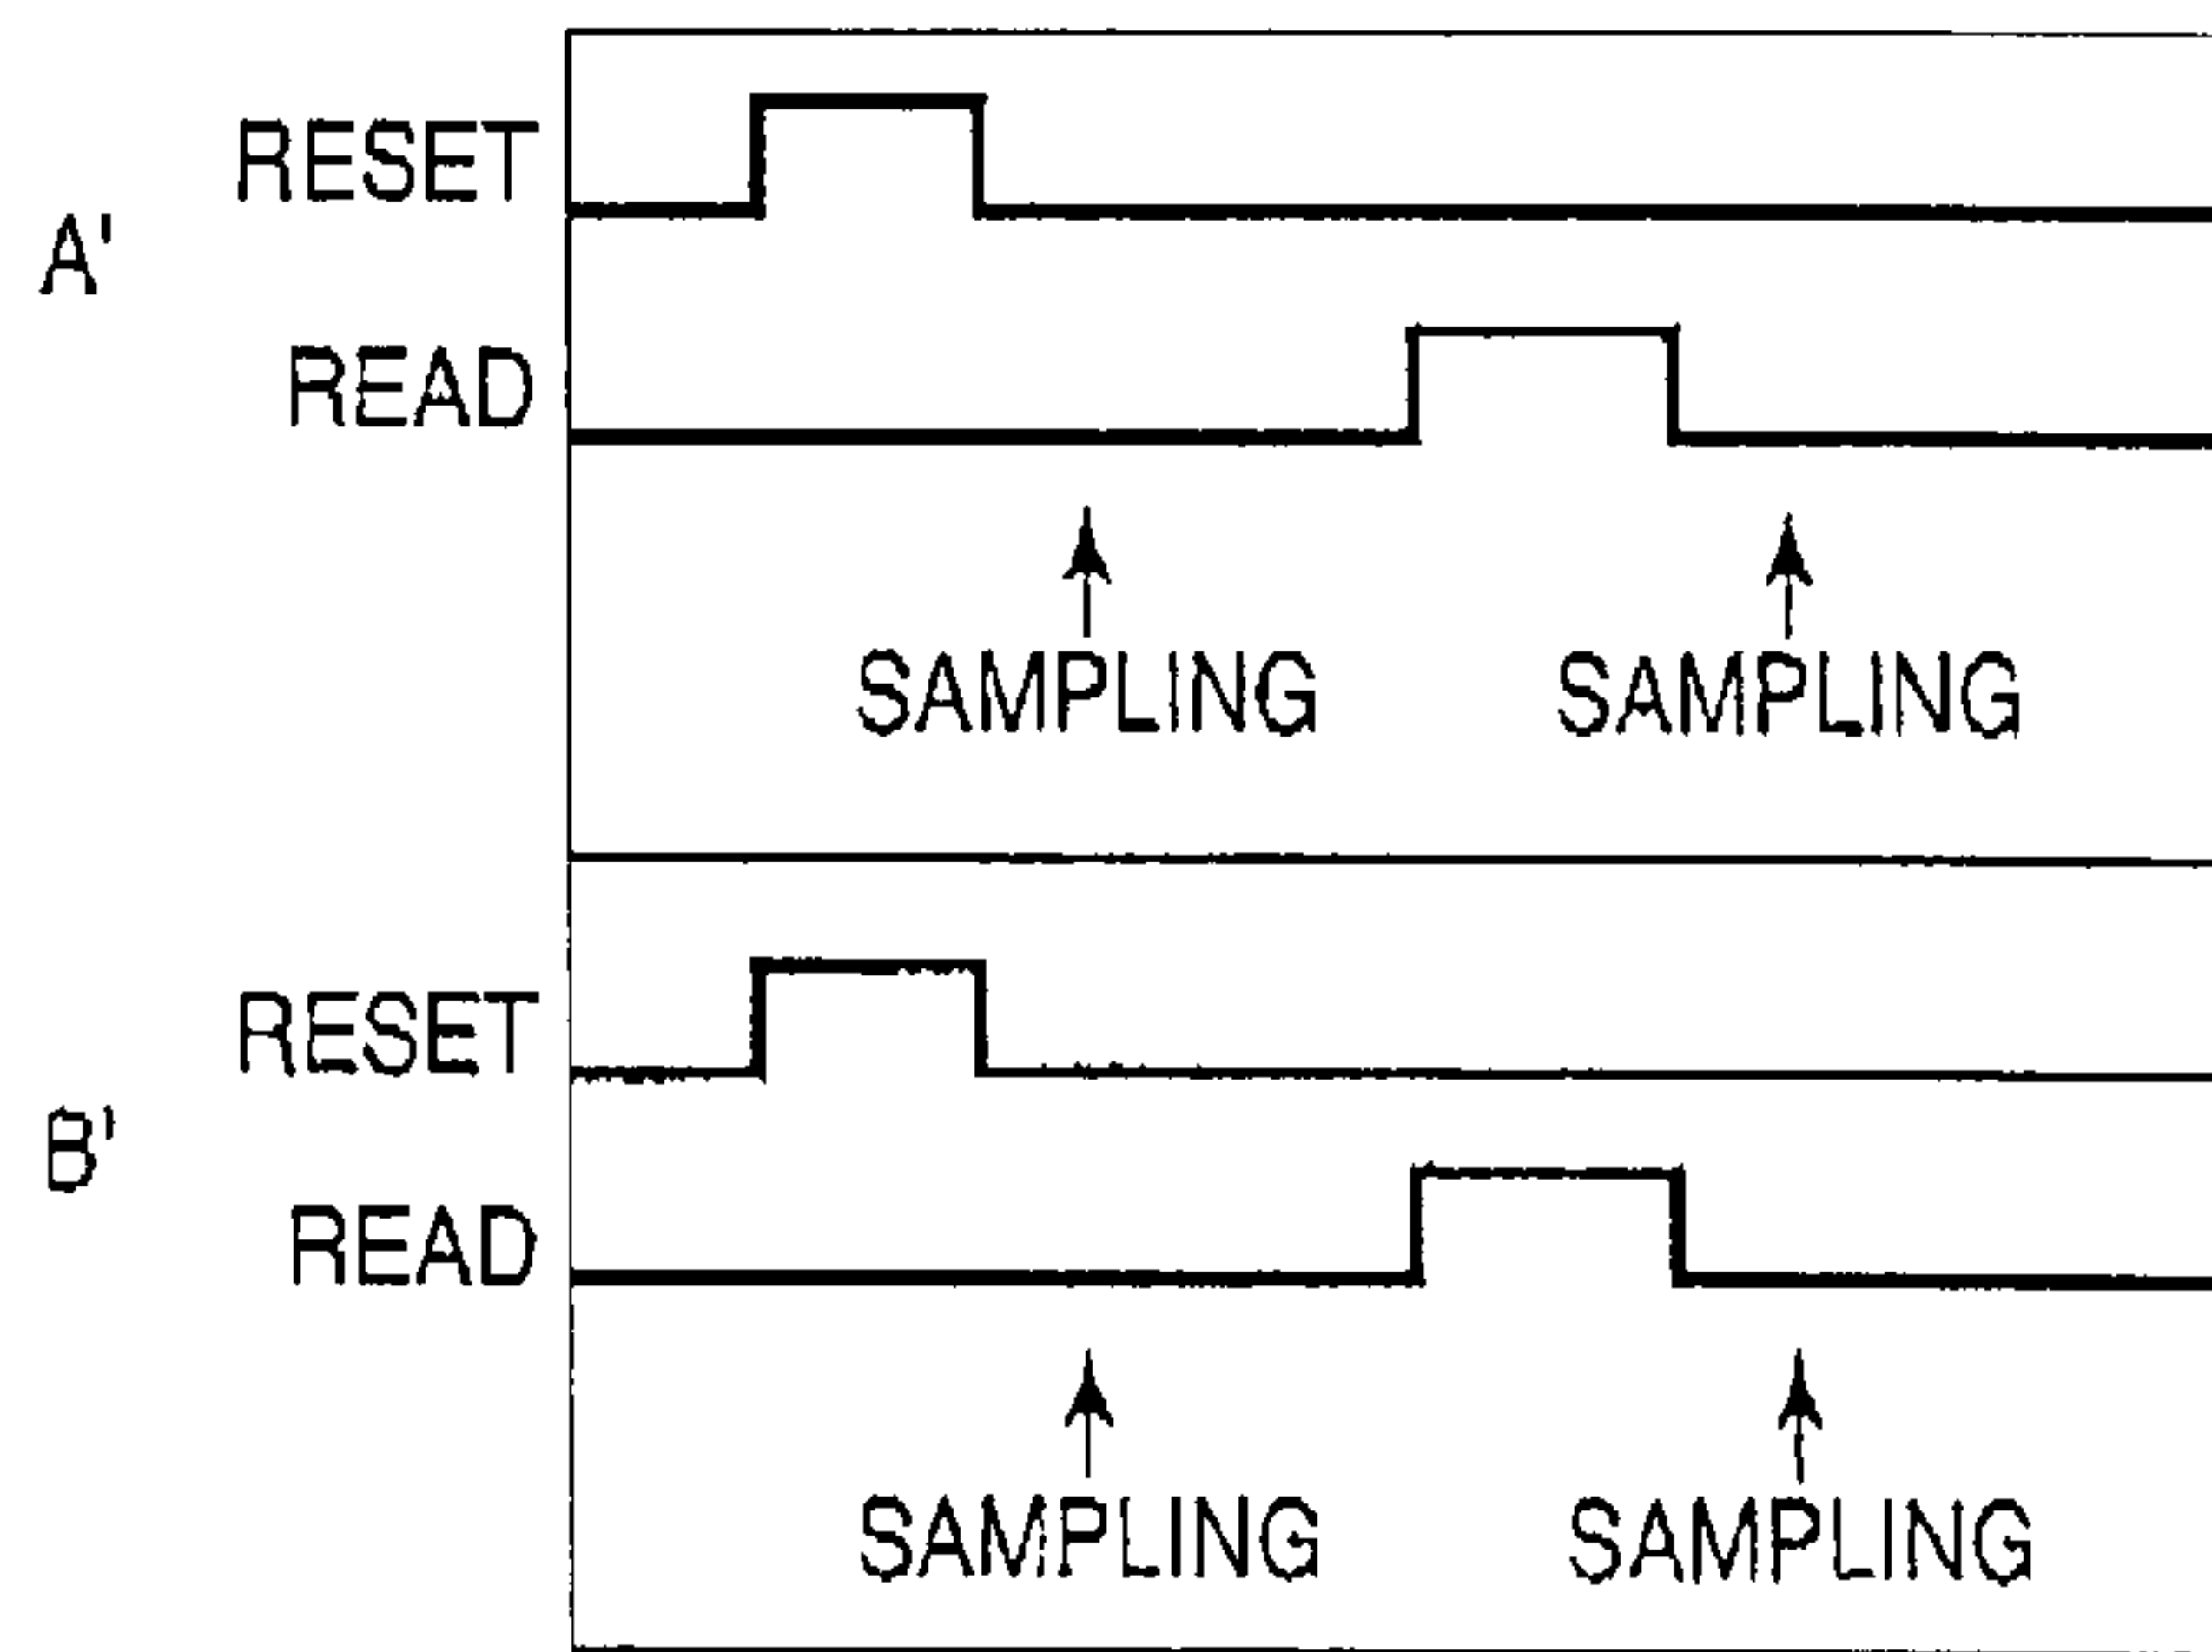 RESET
A'
READ
SAMPLING SAMPLING
RESET
B'
READ
SAMPLING SAMPLING